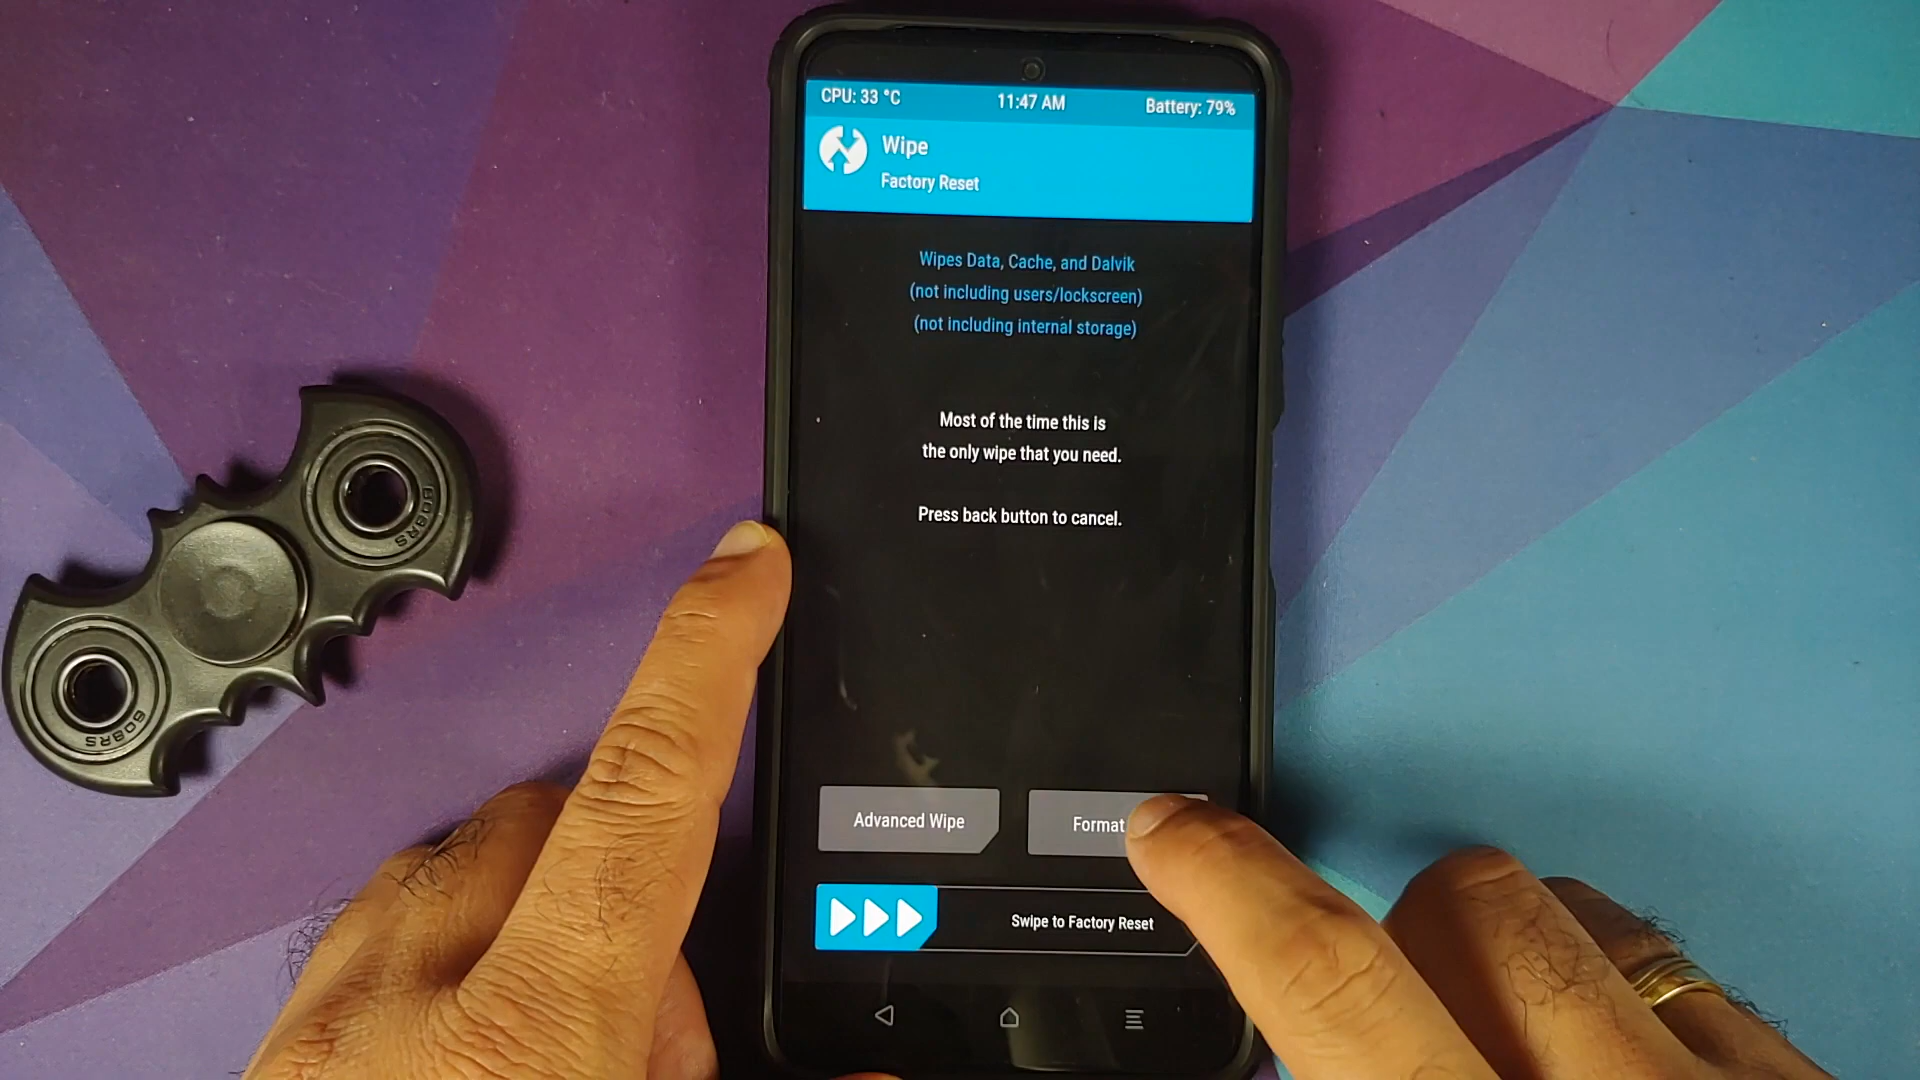 CPU: 33 °C 11:47 AM Battery: 79%
Wipe
Factory Reset
Wipes Data, Cache, and Dalvik
(not including users/lockscreen)
(not including internal storage)
Most of the time this is
the only wipe that you need.
Press back button to cancel.
Advanced Wipe Format
Swipe to Factory Reset
608RS
608RS